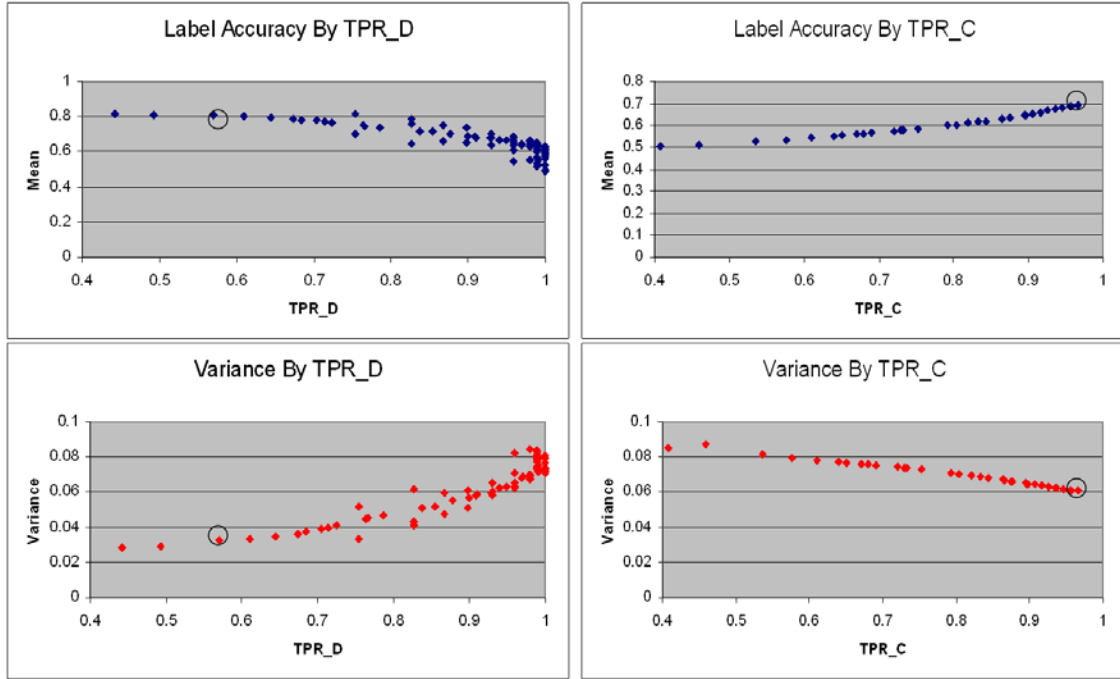 Label Accuracy By TPR_D
1
0.8
0.6
0.4
0.2
0
Mean
0.4 0.5 0.6 0.7 0.8 0.9 1
TPR_D
Label Accuracy By TPR_C
0.8
0.7
0.6
0.5
0.4
0.3
0.2
0.1
0
Mean
0.4 0.5 0.6 0.7 0.8 0.9 1
TPR_C
Variance By TPR_D
0.1
0.08
0.06
0.04
0.02
0
Variance
0.4 0.5 0.6 0.7 0.8 0.9 1
TPR_D
Variance By TPR_C
0.1
0.08
0.06
0.04
0.02
0
Variance
0.4 0.5 0.6 0.7 0.8 0.9 1
TPR_C